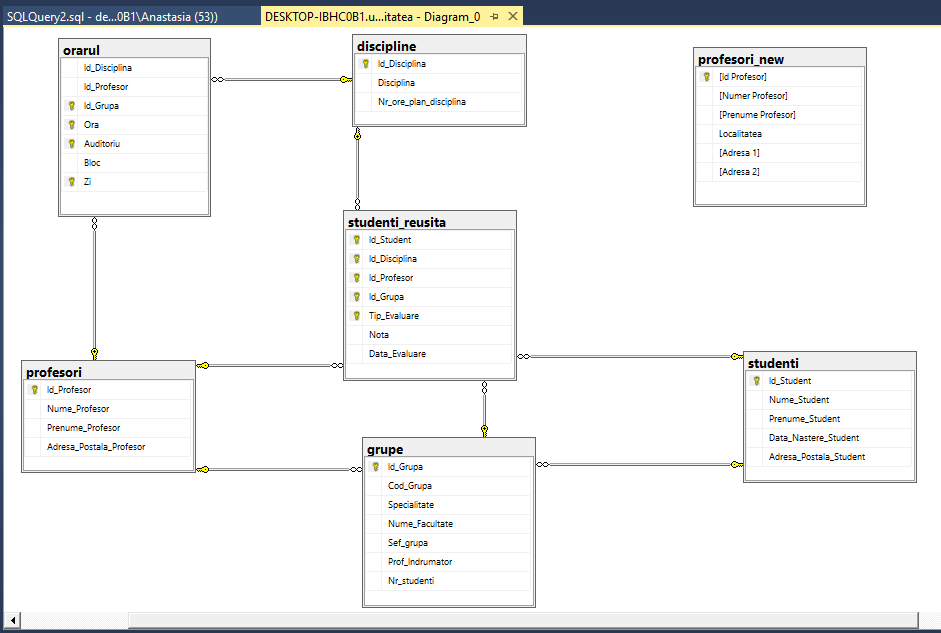 SQLQuery2.sql - de...0B1\Anastasia (53))
DESKTOP-IBHC0B1.u...itatea - Diagram_0
orarul
Id_Disciplina
Id_Profesor
Id_Grupa
Ora
Auditoriu
Bloc
Zi
discipline
Id_Disciplina
Disciplina
Nr_ore_plan_disciplina
profesori_new
[Id Profesor]
[Numer Profesor]
[Prenume Profesor]
Localitatea
[Adresa 1]
[Adresa 2]
studenti_reusita
Id_Student
Id_Disciplina
Id_Profesor
Id_Grupa
Tip_Evaluare
Nota
Data_Evaluare
profesori
Id_Profesor
Nume_Profesor
Prenume_Profesor
Adresa_Postala_Profesor
studenti
Id_Student
Nume_Student
Prenume_Student
Data_Nastere_Student
Adresa_Postala_Student
grupe
Id_Grupa
Cod_Grupa
Specialitate
Nume_Facultate
Sef_grupa
Prof_Indrumator
Nr_studenti